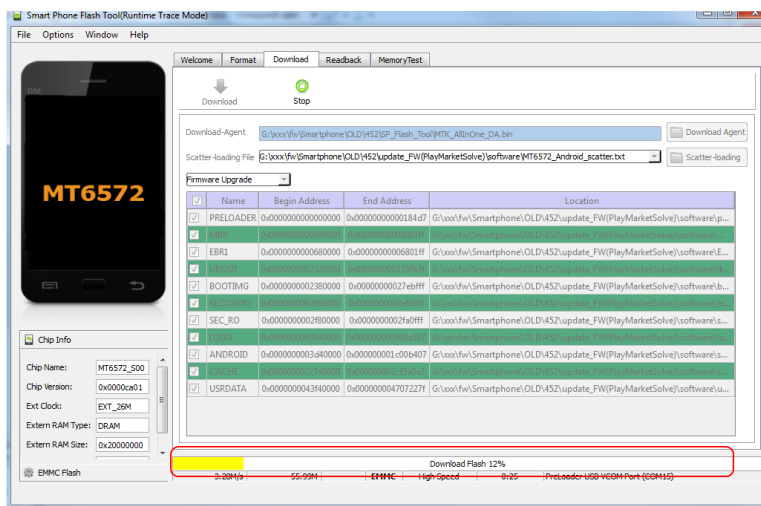 Smart Phone Flash Tool(Runtime Trace Mode)
File Options Window Help
Welcome Format Download Readback MemoryTest
BM
Download Stop
Download-Agent G:\xxx\fw\Smartphone\OLD\452\SP_Flash_Tool\MTK_AllInOne_DA.bin Download Agent
Scatter-loading File G:\xxx\fw\Smartphone\OLD\452\update_FW(PlayMarketSolve)\software\MT6572_Android_scatter.txt Scatter-loading
Firmware Upgrade
MT6572
Name Begin Address End Address Location
PRELOADER 0x0000000000000000 0x00000000000184d7 G:\xxx\fw\Smartphone\OLD\452\update_FW(PlayMarketSolve)\software\p...
MBR
EBR1 0x0000000000680000 0x00000000006801ff G:\xxx\fw\Smartphone\OLD\452\update_FW(PlayMarketSolve)\software\E...
UBOOT
BOOTIMG 0x0000000002380000 0x00000000027ebfff G:\xxx\fw\Smartphone\OLD\452\update_FW(PlayMarketSolve)\software\b...
RECOVERY
SEC_RO 0x0000000002f80000 0x0000000002fa0fff G:\xxx\fw\Smartphone\OLD\452\update_FW(PlayMarketSolve)\software\s...
LOGO
ANDROID 0x0000000003d40000 0x000000001c00b407 G:\xxx\fw\Smartphone\OLD\452\update_FW(PlayMarketSolve)\software\s...
CACHE
USRDATA 0x0000000043f40000 0x000000004707227f G:\xxx\fw\Smartphone\OLD\452\update_FW(PlayMarketSolve)\software\u...
Chip Info
Chip Name: MT6572_S00
Chip Version: 0x0000ca01
Ext Clock: EXT_26M
Extern RAM Type: DRAM
Extern RAM Size: 0x20000000
EMMC Flash
Download Flash 12%
3.28M/s 55.99M EMMC High Speed 0:25 PreLoader USB VCOM Port (COM15)